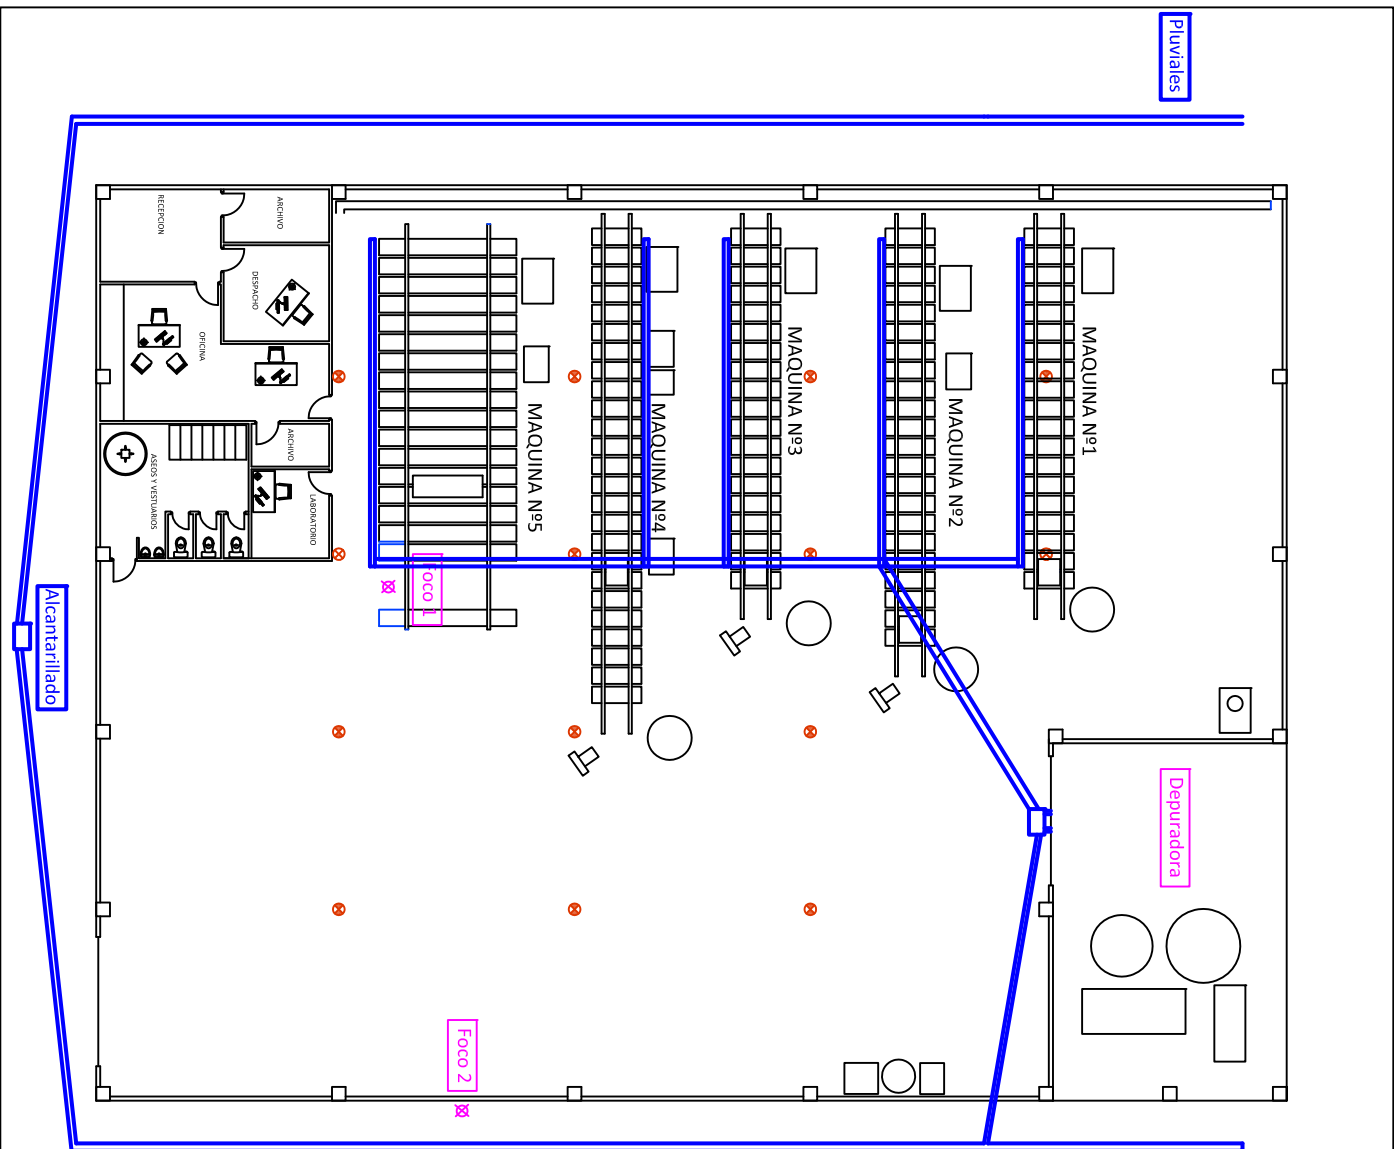 Pluviales
RECEPCION
ARCHIVO
DESPACHO
OFICINA
ARCHIVO
ASEOS Y VESTUARIOS
LABORATORIO
MAQUINA Nº5
MAQUINA Nº4
MAQUINA Nº3
MAQUINA Nº2
MAQUINA Nº1
Foco 1
Alcantarillado
Depuradora
Foco 2